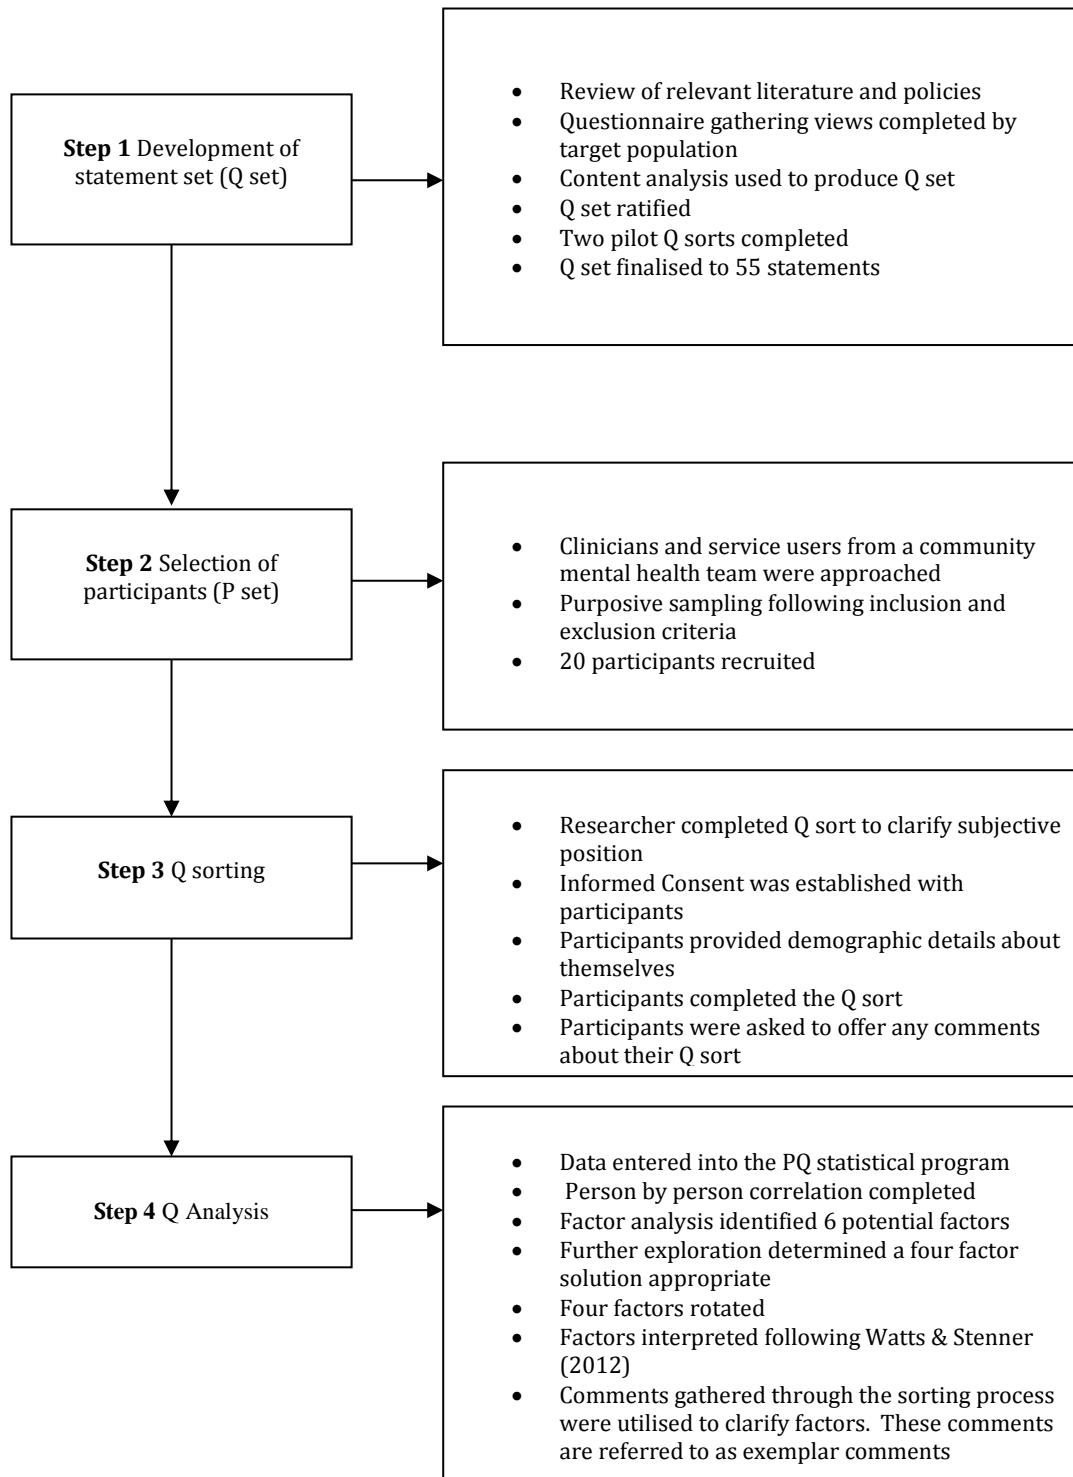 Step 1 Development of
statement set (Q set)
• Review of relevant literature and policies
• Questionnaire gathering views completed by
target population
• Content analysis used to produce Q set
• Q set ratified
• Two pilot Q sorts completed
• Q set finalised to 55 statements
Step 2 Selection of
participants (P set)
• Clinicians and service users from a community
mental health team were approached
• Purposive sampling following inclusion and
exclusion criteria
• 20 participants recruited
Step 3 Q sorting
• Researcher completed Q sort to clarify subjective
position
• Informed Consent was established with
participants
• Participants provided demographic details about
themselves
• Participants completed the Q sort
• Participants were asked to offer any comments
about their Q sort
Step 4 Q Analysis
• Data entered into the PQ statistical program
• Person by person correlation completed
• Factor analysis identified 6 potential factors
• Further exploration determined a four factor
solution appropriate
• Four factors rotated
• Factors interpreted following Watts & Stenner
(2012)
• Comments gathered through the sorting process
were utilised to clarify factors.  These comments
are referred to as exemplar comments